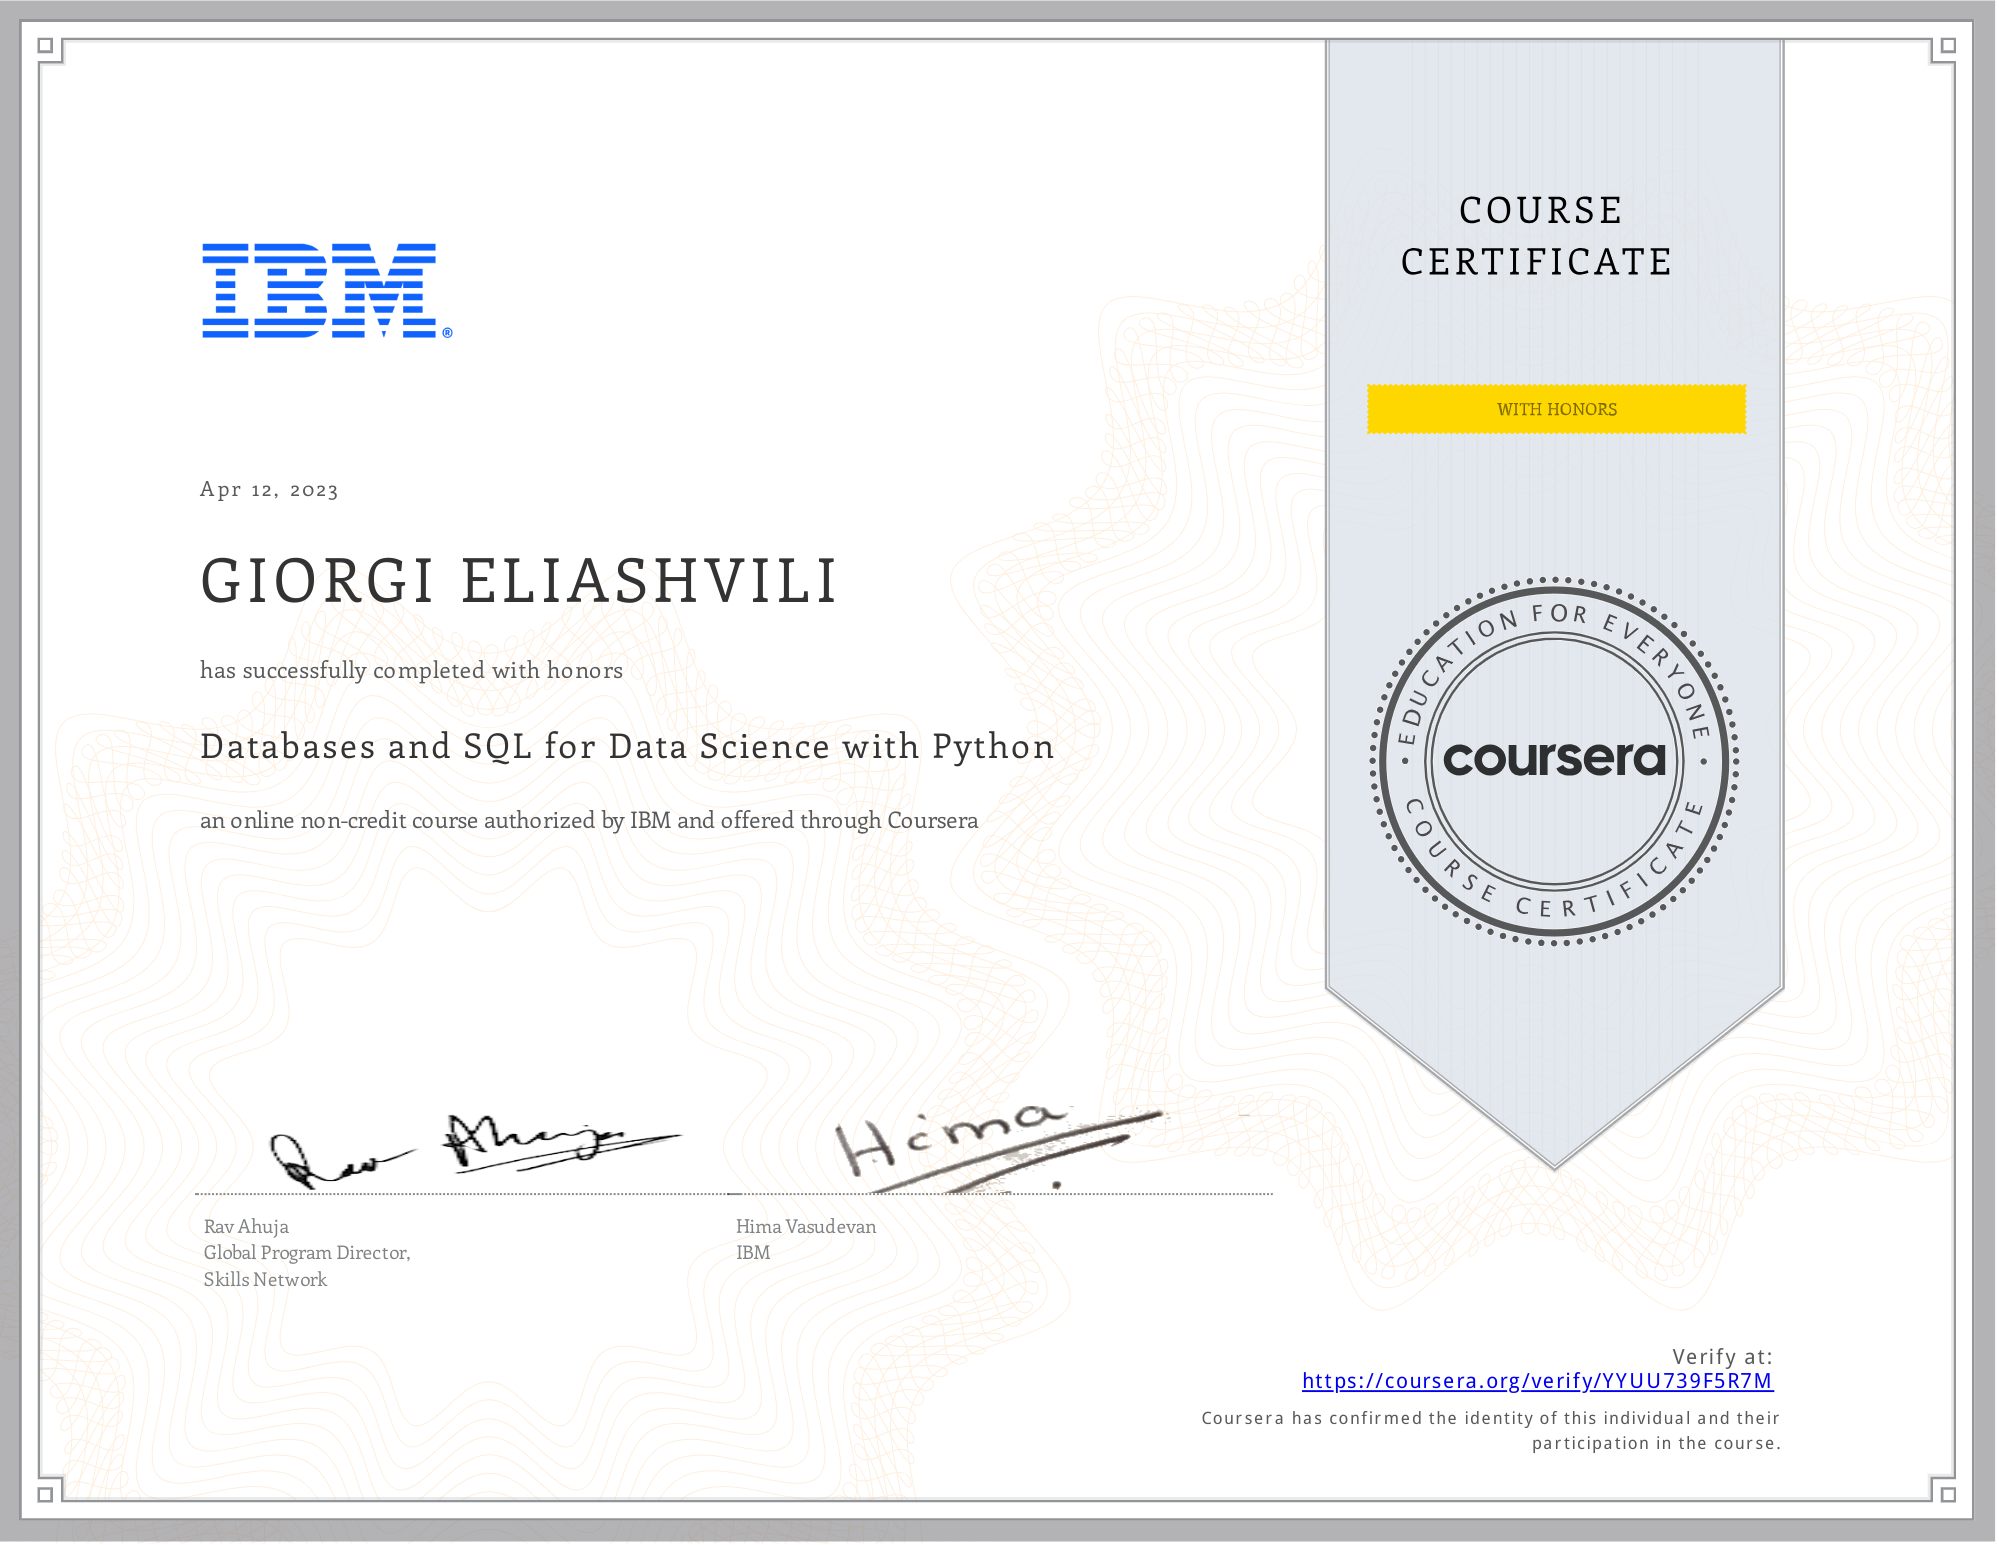 IBM®
COURSE
CERTIFICATE
WITH HONORS
Apr 12, 2023
GIORGI ELIASHVILI
has successfully completed with honors
Databases and SQL for Data Science with Python
an online non-credit course authorized by IBM and offered through Coursera
EDUCATION FOR EVERYONE
coursera
COURSE CERTIFICATE
Rav Ahuja
Hima
Rav Ahuja
Global Program Director,
Skills Network
Hima Vasudevan
IBM
Verify at:
https://coursera.org/verify/YYUU739F5R7M
Coursera has confirmed the identity of this individual and their
participation in the course.